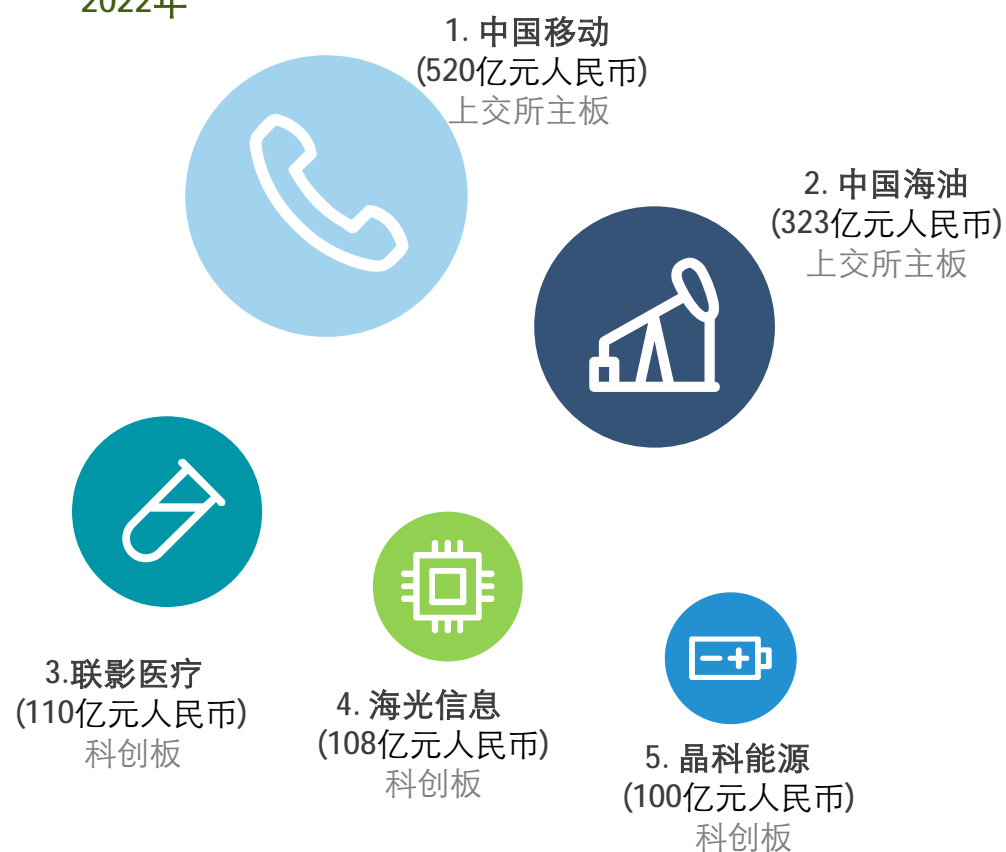 2022年
1. 中国移动
(520亿元人民币)
上交所主板
2. 中国海油
(323亿元人民币)
上交所主板
3.联影医疗
(110亿元人民币)
科创板
4. 海光信息
(108亿元人民币)
科创板
5. 晶科能源
(100亿元人民币)
科创板